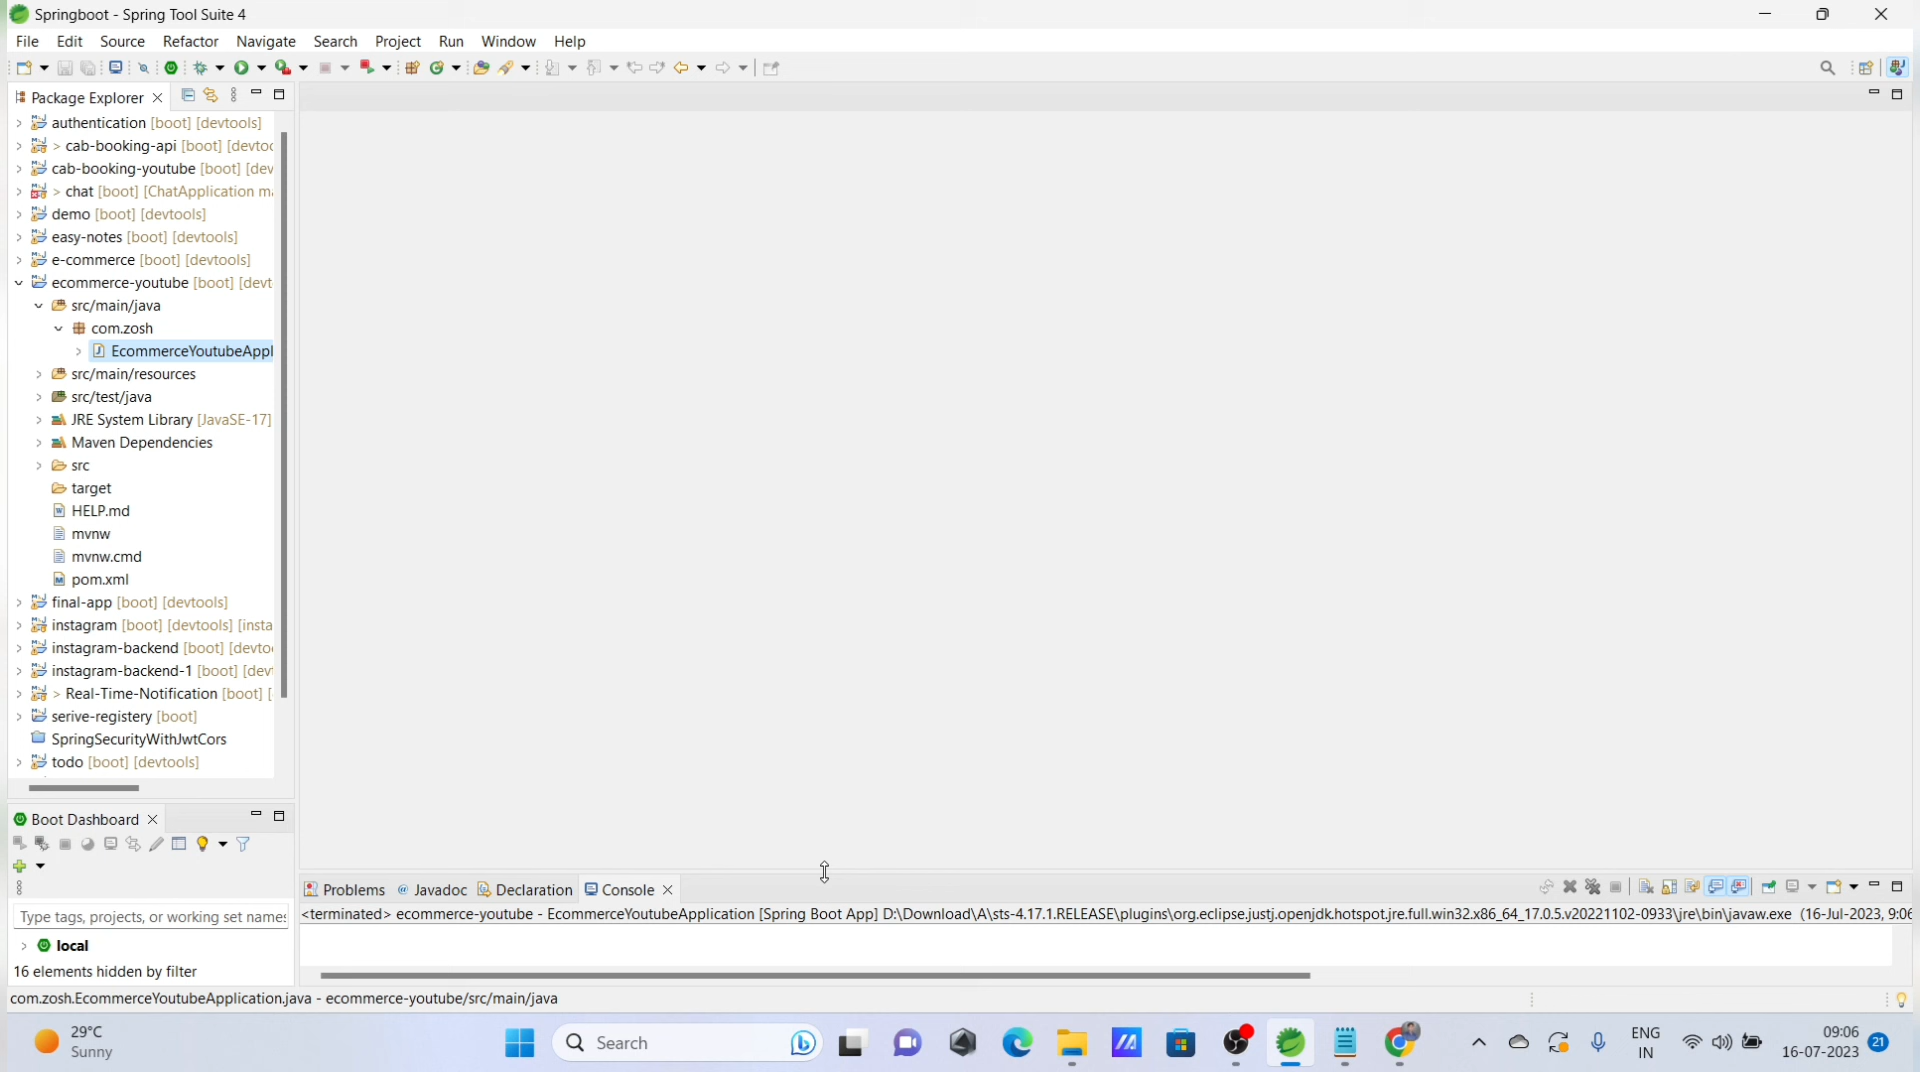 Springboot - Spring Tool Suite 4
File Edit Source Refactor Navigate Search Project Run Window Help
Package Explorer
authentication [boot] [devtools]
> cab-booking-api [boot] [devtoo
cab-booking-youtube [boot] [dev
> chat [boot] [ChatApplication ma
demo [boot] [devtools]
easy-notes [boot] [devtools]
e-commerce [boot] [devtools]
ecommerce-youtube [boot] [devt
src/main/java
com.zosh
EcommerceYoutubeAppl
src/main/resources
src/test/java
JRE System Library [JavaSE-17]
Maven Dependencies
src
target
HELP.md
mvnw
mvnw.cmd
pom.xml
final-app [boot] [devtools]
instagram [boot] [devtools] [insta
instagram-backend [boot] [devto
instagram-backend-1 [boot] [dev
> Real-Time-Notification [boot] [
serive-registery [boot]
SpringSecurityWithJwtCors
todo [boot] [devtools]
Boot Dashboard
Type tags, projects, or working set names
local
16 elements hidden by filter
Problems Javadoc Declaration Console
<terminated> ecommerce-youtube - EcommerceYoutubeApplication [Spring Boot App] D:\Download\A\sts-4.17.1.RELEASE\plugins\org.eclipse.justj.openjdk.hotspot.jre.full.win32.x86_64_17.0.5.v20221102-0933\jre\bin\javaw.exe (16-Jul-2023, 9:06
com.zosh.EcommerceYoutubeApplication.java - ecommerce-youtube/src/main/java
29°C
Sunny
Search
ENG
IN
09:06
16-07-2023
21